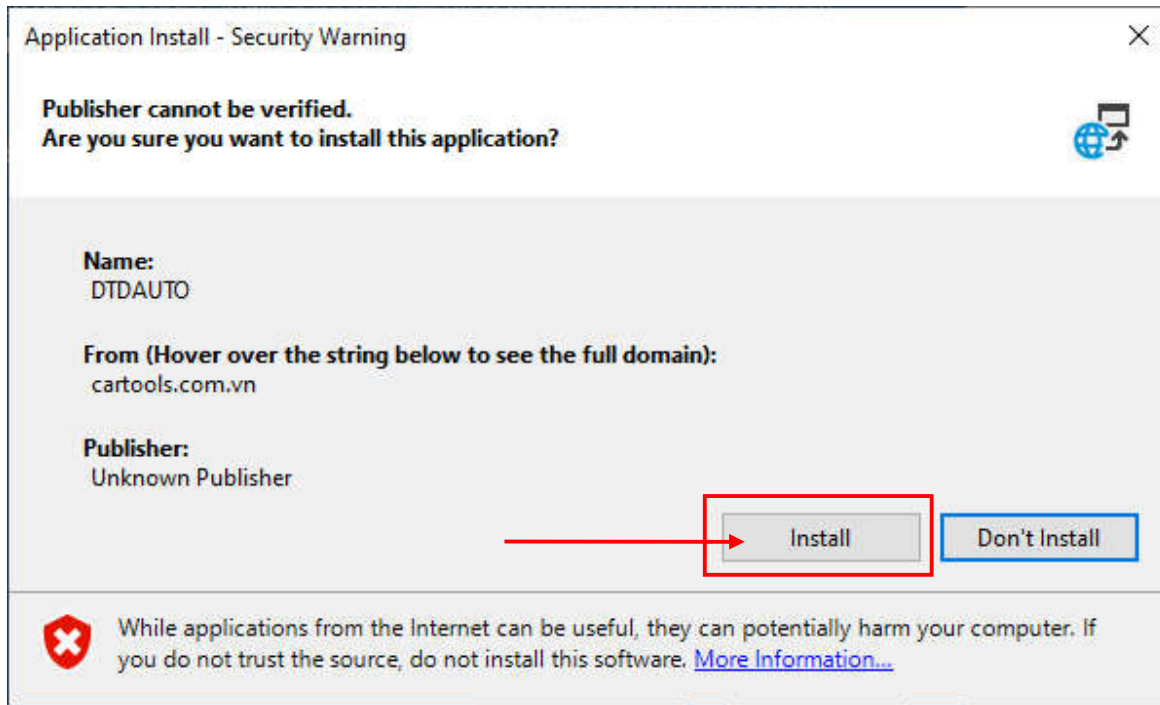 Application Install - Security Warning
Publisher cannot be verified.
Are you sure you want to install this application?
Name:
DTDAUTO
From (Hover over the string below to see the full domain):
cartools.com.vn
Publisher:
Unknown Publisher
Install
Don't Install
While applications from the Internet can be useful, they can potentially harm your computer. If
you do not trust the source, do not install this software. More Information...